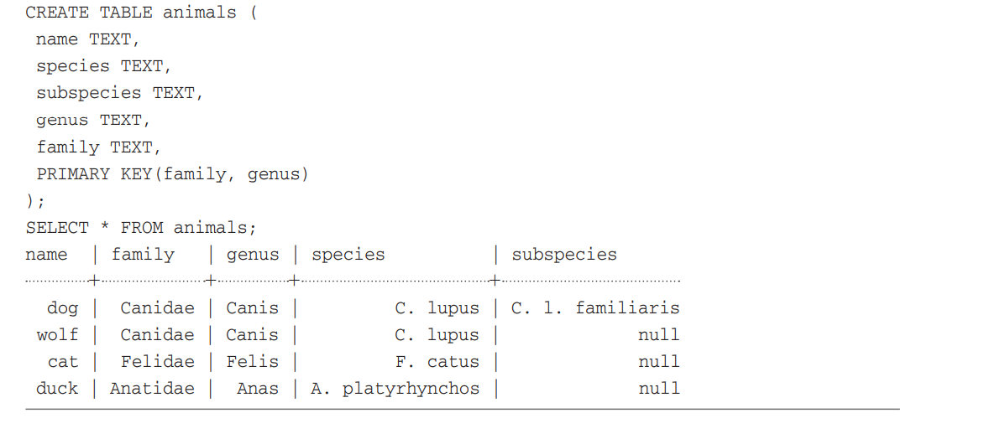 CREATE TABLE animals (
name TEXT,
species TEXT,
subspecies TEXT,
genus TEXT,
family TEXT,
PRIMARY KEY(family, genus)
);
SELECT * FROM animals;
name | family | genus | species | subspecies
--------+----------+-------+----------------+----------------
dog | Canidae | Canis | C. lupus | C. l. familiaris
wolf | Canidae | Canis | C. lupus | null
cat | Felidae | Felis | F. catus | null
duck | Anatidae | Anas | A. platyrhynchos | null